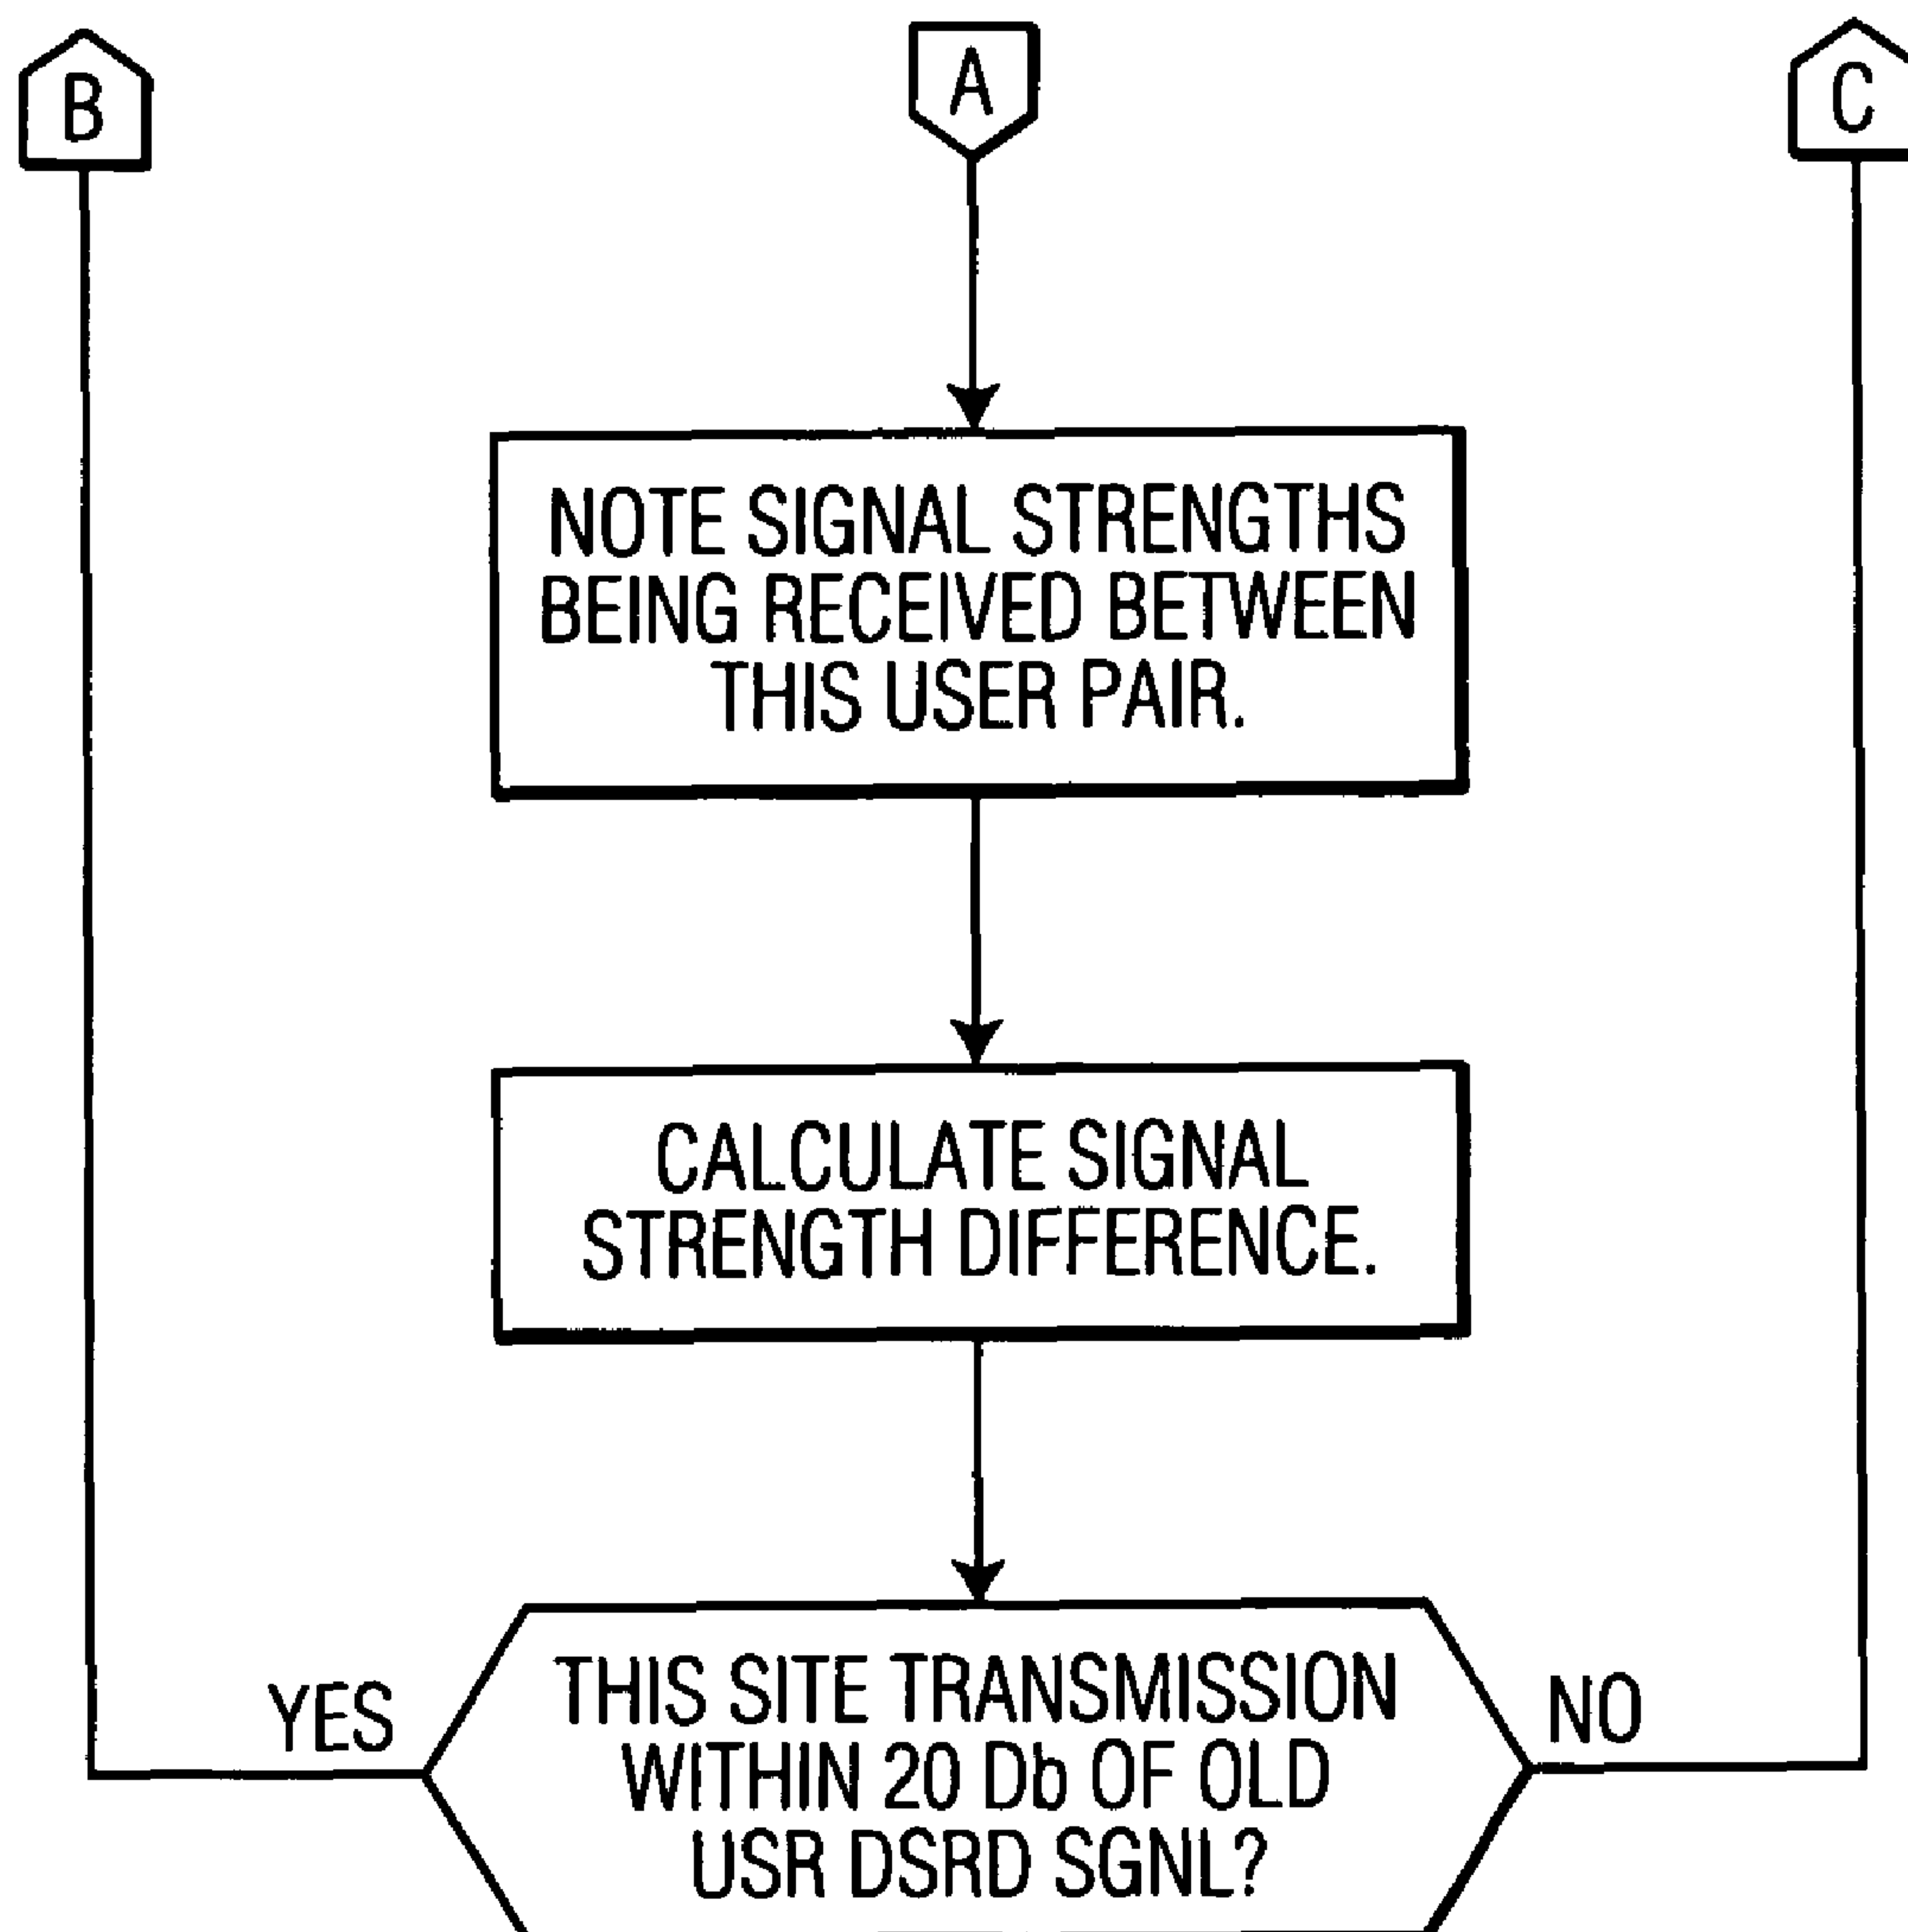 B
A
C
NOTE SIGNAL STRENGTHS
BEING RECEIVED BETWEEN
THIS USER PAIR.
CALCULATE SIGNAL
STRENGTH DIFFERENCE.
YES
THIS SITE TRANSMISSION
WITHIN 20 Db OF OLD
USR DSRD SGNL?
NO